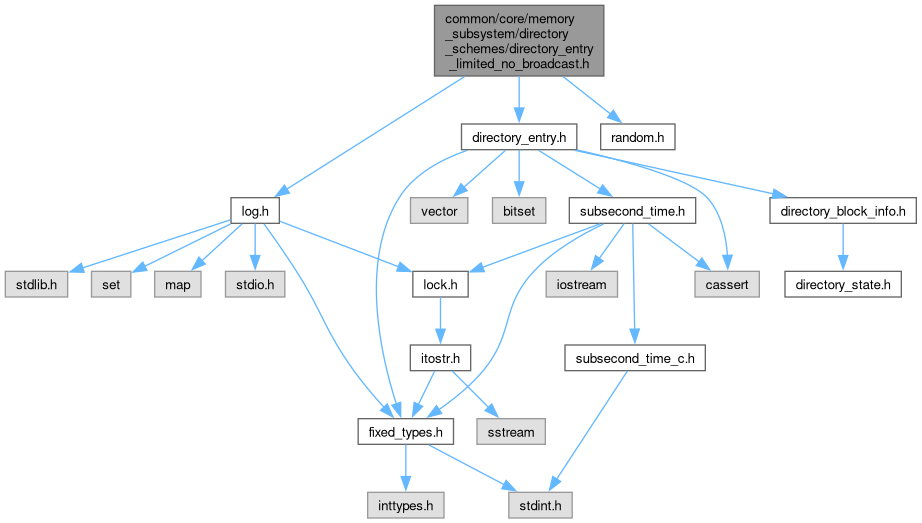 common/core/memory
_subsystem/directory
_schemes/directory_entry
_limited_no_broadcast.h
directory_entry.h
random.h
log.h
vector
bitset
subsecond_time.h
directory_block_info.h
stdlib.h
set
map
stdio.h
lock.h
iostream
cassert
directory_state.h
itostr.h
subsecond_time_c.h
fixed_types.h
sstream
inttypes.h
stdint.h